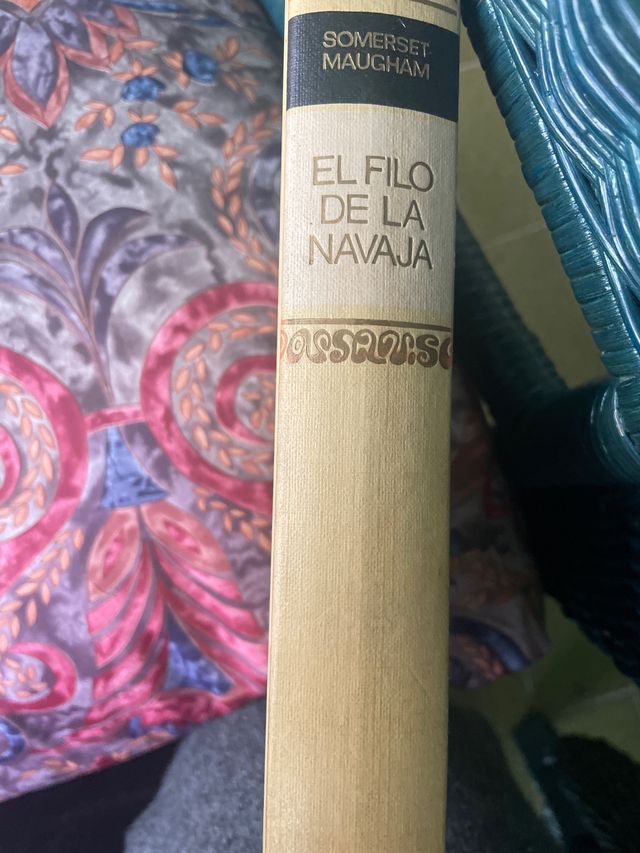 SOMERSET
MAUGHAM
EL FILO
DE LA
NAVAJA